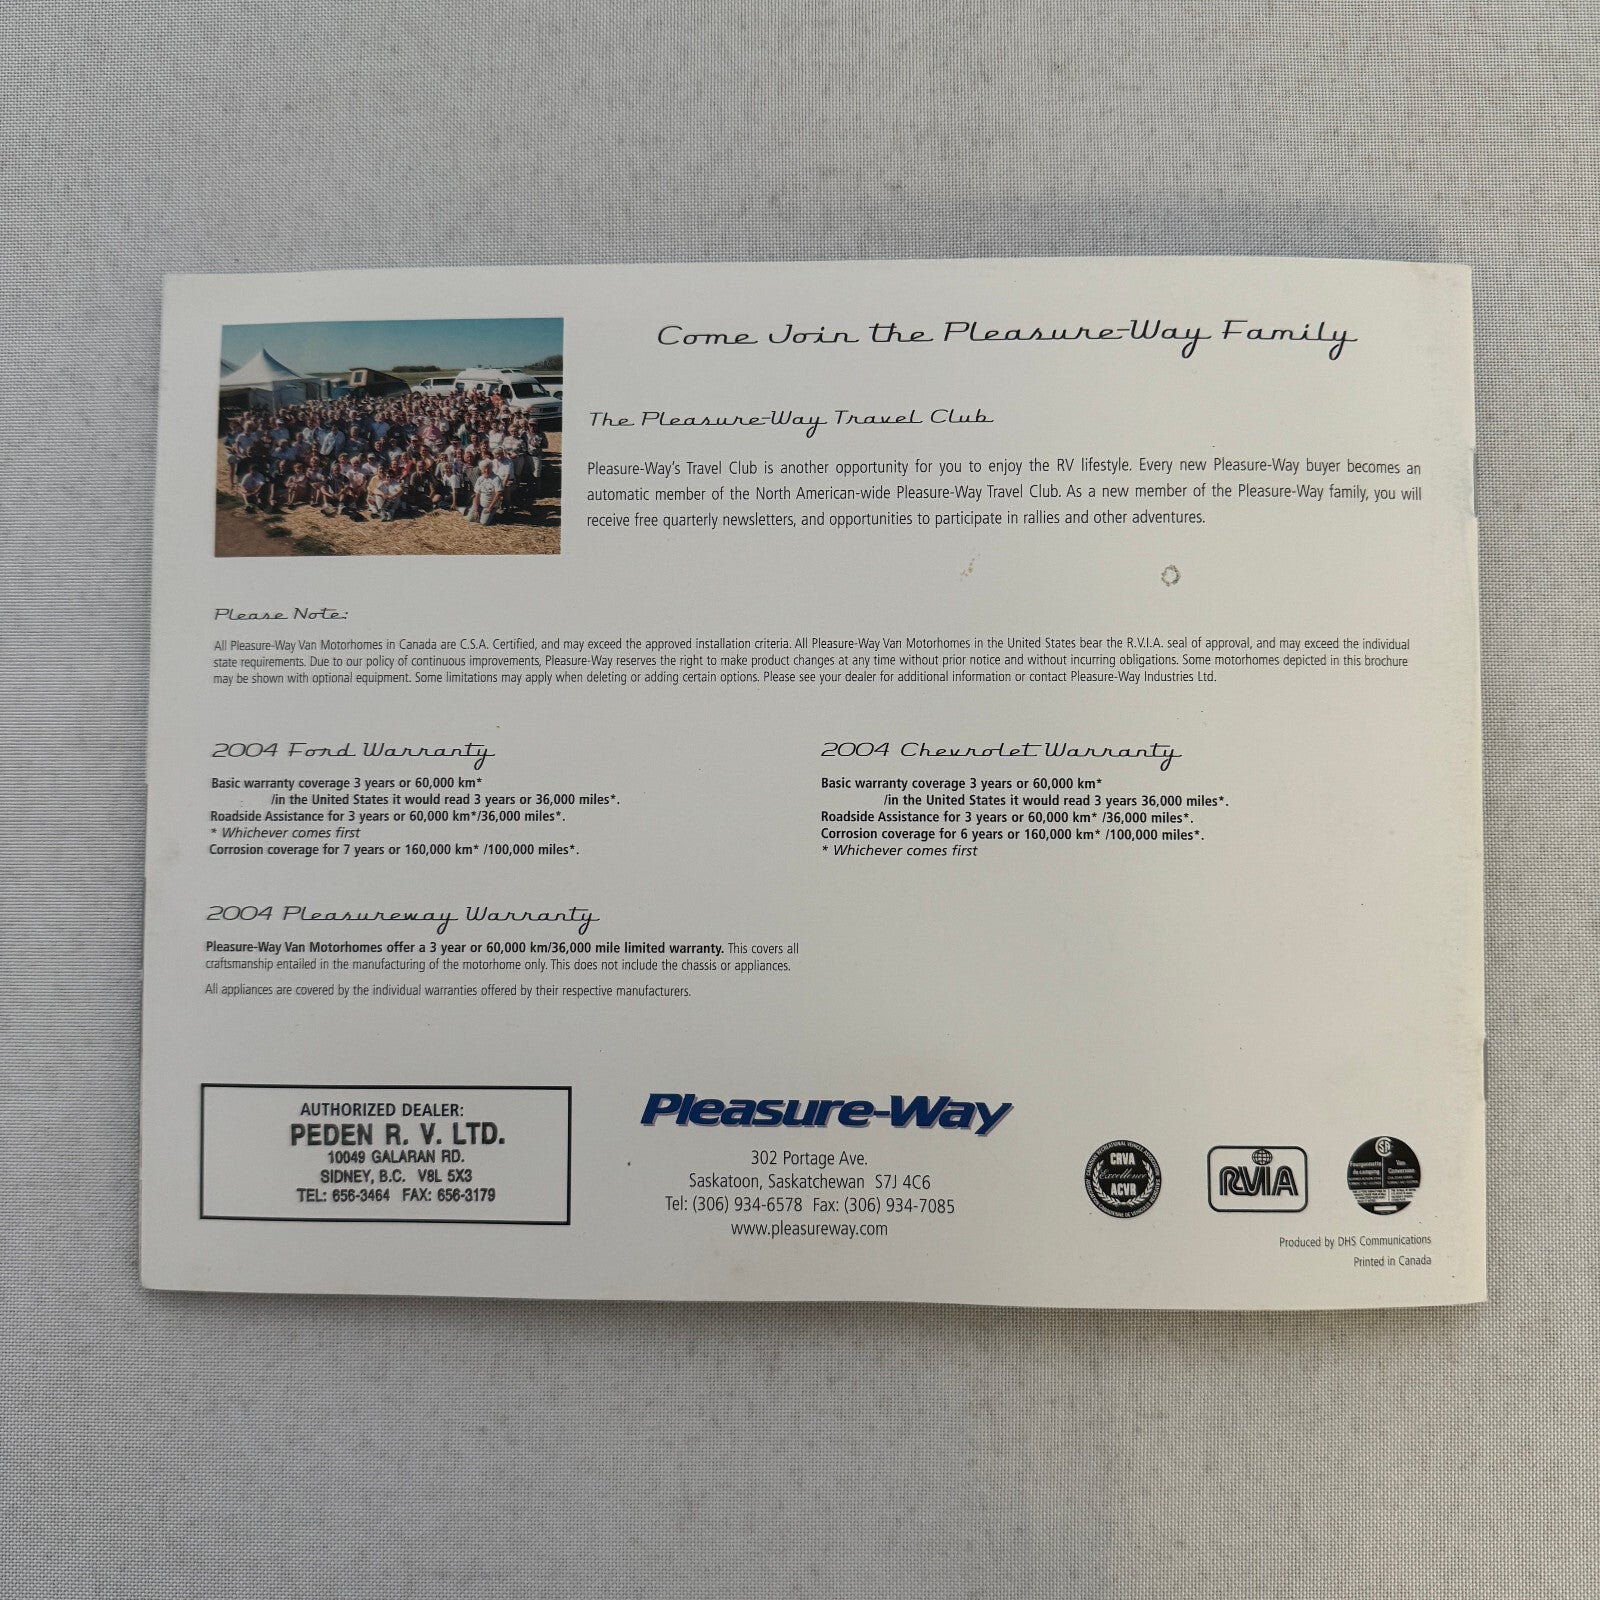 Come Join the Pleasure-Way Family
The Pleasure-Way Travel Club
Pleasure-Way's Travel Club is another opportunity for you to enjoy the RV lifestyle. Every new Pleasure-Way buyer becomes an
automatic member of the North American-wide Pleasure-Way Travel Club. As a new member of the Pleasure-Way family, you will
receive free quarterly newsletters, and opportunities to participate in rallies and other adventures.
Please Note:
All Pleasure-Way Van Motorhomes in Canada are C.S.A. Certified, and may exceed the approved installation criteria. All Pleasure-Way Van Motorhomes in the United States bear the R.V.I.A. seal of approval, and may exceed the individual
state requirements. Due to our policy of continuous improvements, Pleasure-Way reserves the right to make product changes at any time without prior notice and without incurring obligations. Some motorhomes depicted in this brochure
may be shown with optional equipment. Some limitations may apply when deleting or adding certain options. Please see your dealer for additional information or contact Pleasure-Way Industries Ltd.
2004 Ford Warranty
Basic warranty coverage 3 years or 60,000 km*
/in the United States it would read 3 years or 36,000 miles*.
Roadside Assistance for 3 years or 60,000 km*/36,000 miles*.
* Whichever comes first
Corrosion coverage for 7 years or 160,000 km* /100,000 miles*.
2004 Chevrolet Warranty
Basic warranty coverage 3 years or 60,000 km*
/in the United States it would read 3 years 36,000 miles*.
Roadside Assistance for 3 years or 60,000 km* /36,000 miles*.
Corrosion coverage for 6 years or 160,000 km* /100,000 miles*.
* Whichever comes first
2004 Pleasureway Warranty
Pleasure-Way Van Motorhomes offer a 3 year or 60,000 km/36,000 mile limited warranty. This covers all
craftsmanship entailed in the manufacturing of the motorhome only. This does not include the chassis or appliances.
All appliances are covered by the individual warranties offered by their respective manufacturers.
AUTHORIZED DEALER:
PEDEN R. V. LTD.
10049 GALARAN RD.
SIDNEY, B.C. V8L 5X3
TEL: 656-3464 FAX: 656-3179
Pleasure-Way
302 Portage Ave.
Saskatoon, Saskatchewan S7J 4C6
Tel: (306) 934-6578 Fax: (306) 934-7085
www.pleasureway.com
CRVA
Excellence
ACVR
RVIA
Fourgonnette
de camping
Van
Conversion
Produced by DHS Communications
Printed in Canada